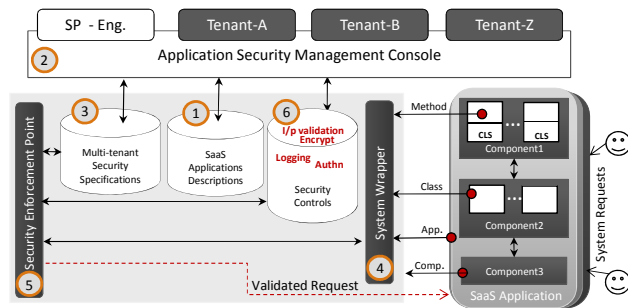 SP - Eng.
Tenant-A
Tenant-B
Tenant-Z
2
Application Security Management Console
3
1
6
Multi-tenant
Security
Specifications
SaaS
Applications
Descriptions
I/p validation
Encrypt
Logging
Authn
Security
Controls
Security Enforcement Point
5
System Wrapper
4
Method
Class
App.
Comp.
Validated Request
...
CLS
CLS
Component1
...
Component2
Component3
SaaS Application
System Requests